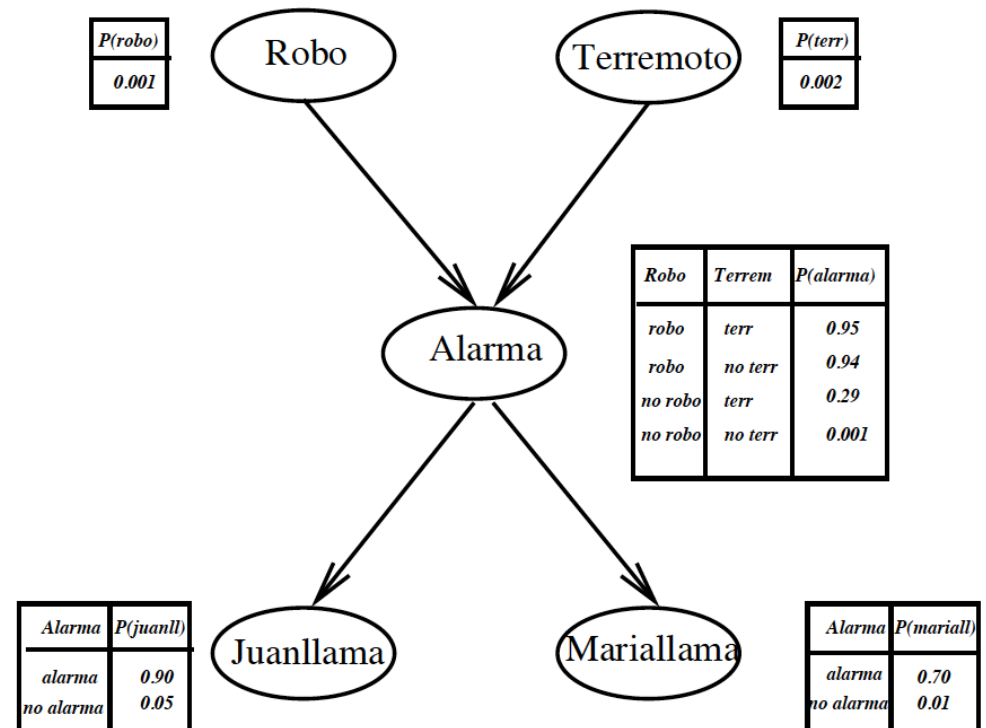 P(robo)
0.001
Robo
Terremoto
P(terr)
0.002
Robo Terrem P(alarma)
robo terr 0.95
robo no terr 0.94
no robo terr 0.29
no robo no terr 0.001
Alarma
Alarma P(juanll)
alarma 0.90
no alarma 0.05
Juanllama
Mariallama
Alarma P(mariall)
alarma 0.70
no alarma 0.01